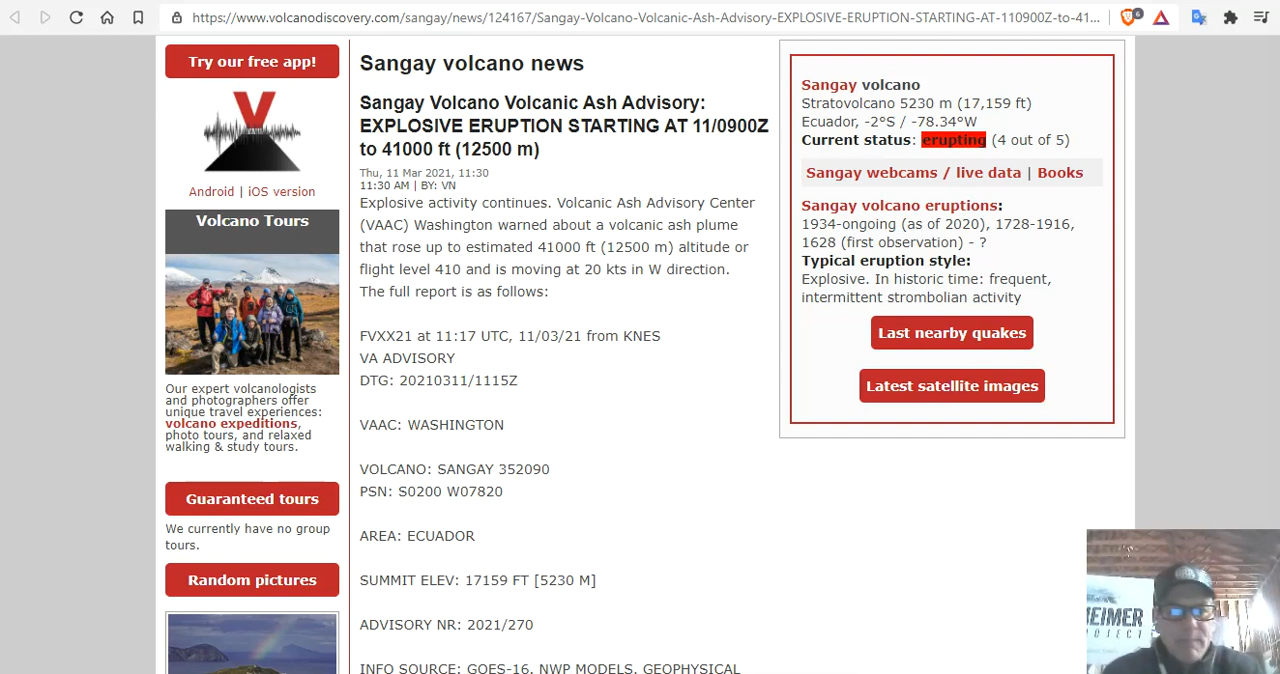 https://www.volcanodiscovery.com/sangay/news/124167/Sangay-Volcano-Volcanic-Ash-Advisory-EXPLOSIVE-ERUPTION-STARTING-AT-110900Z-to-41...
6
Try our free app!
Android | iOS version
Volcano Tours
Our expert volcanologists
and photographers offer
unique travel experiences:
volcano expeditions,
photo tours, and relaxed
walking & study tours.
Guaranteed tours
We currently have no group
tours.
Random pictures
Sangay volcano news
Sangay Volcano Volcanic Ash Advisory:
EXPLOSIVE ERUPTION STARTING AT 11/0900Z
to 41000 ft (12500 m)
Thu, 11 Mar 2021, 11:30
11:30 AM | BY: VN
Explosive activity continues. Volcanic Ash Advisory Center
(VAAC) Washington warned about a volcanic ash plume
that rose up to estimated 41000 ft (12500 m) altitude or
flight level 410 and is moving at 20 kts in W direction.
The full report is as follows:
FVXX21 at 11:17 UTC, 11/03/21 from KNES
VA ADVISORY
DTG: 20210311/1115Z
VAAC: WASHINGTON
VOLCANO: SANGAY 352090
PSN: S0200 W07820
AREA: ECUADOR
SUMMIT ELEV: 17159 FT [5230 M]
ADVISORY NR: 2021/270
INFO SOURCE: GOES-16. NWP MODELS. GEOPHYSICAL
Sangay volcano
Stratovolcano 5230 m (17,159 ft)
Ecuador, -2°S / -78.34°W
Current status: erupting (4 out of 5)
Sangay webcams / live data | Books
Sangay volcano eruptions:
1934-ongoing (as of 2020), 1728-1916,
1628 (first observation) - ?
Typical eruption style:
Explosive. In historic time: frequent,
intermittent strombolian activity
Last nearby quakes
Latest satellite images
HEIMER
PROJECT